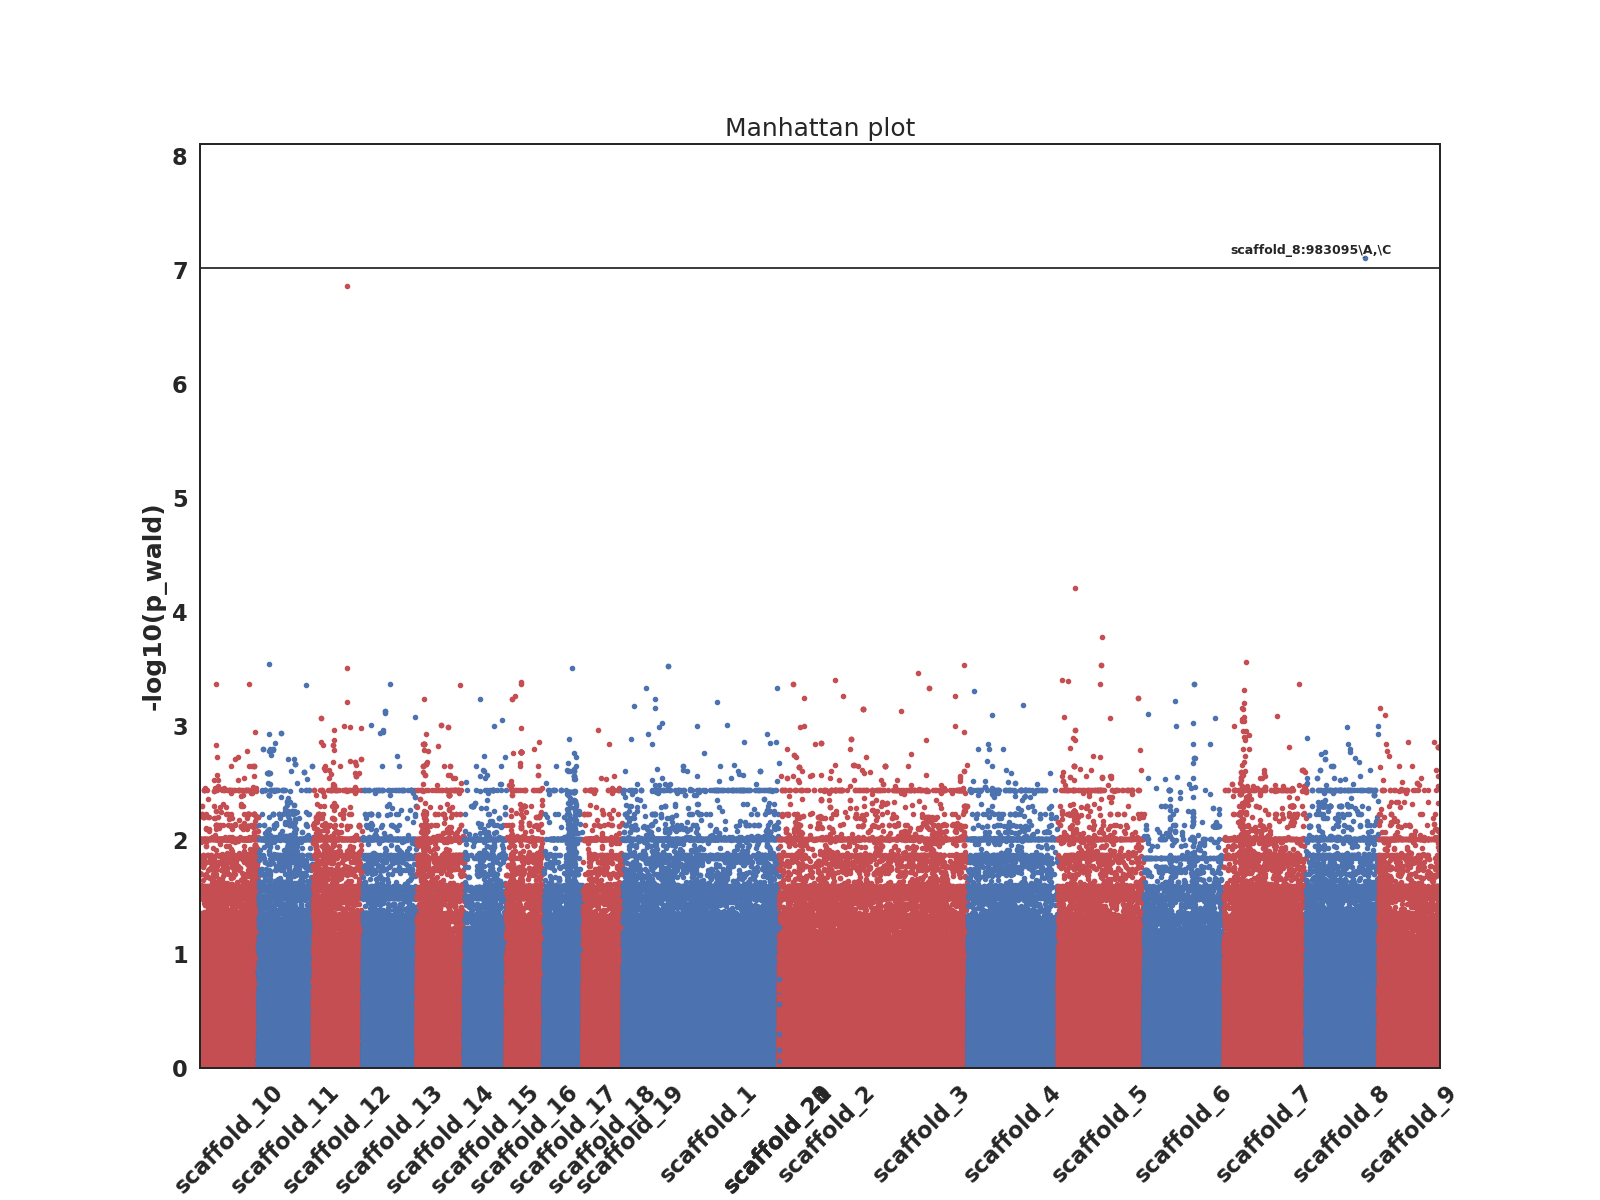 Manhattan plot
8
scaffold_8:983095\A,\C
7
6
5
4
3
2
1
0
-log10(p_wald)
scaffold_10
scaffold_11
scaffold_12
scaffold_13
scaffold_14
scaffold_15
scaffold_16
scaffold_17
scaffold_18
scaffold_19
scaffold_1
scaffold_2
scaffold_3
scaffold_4
scaffold_5
scaffold_6
scaffold_7
scaffold_8
scaffold_9